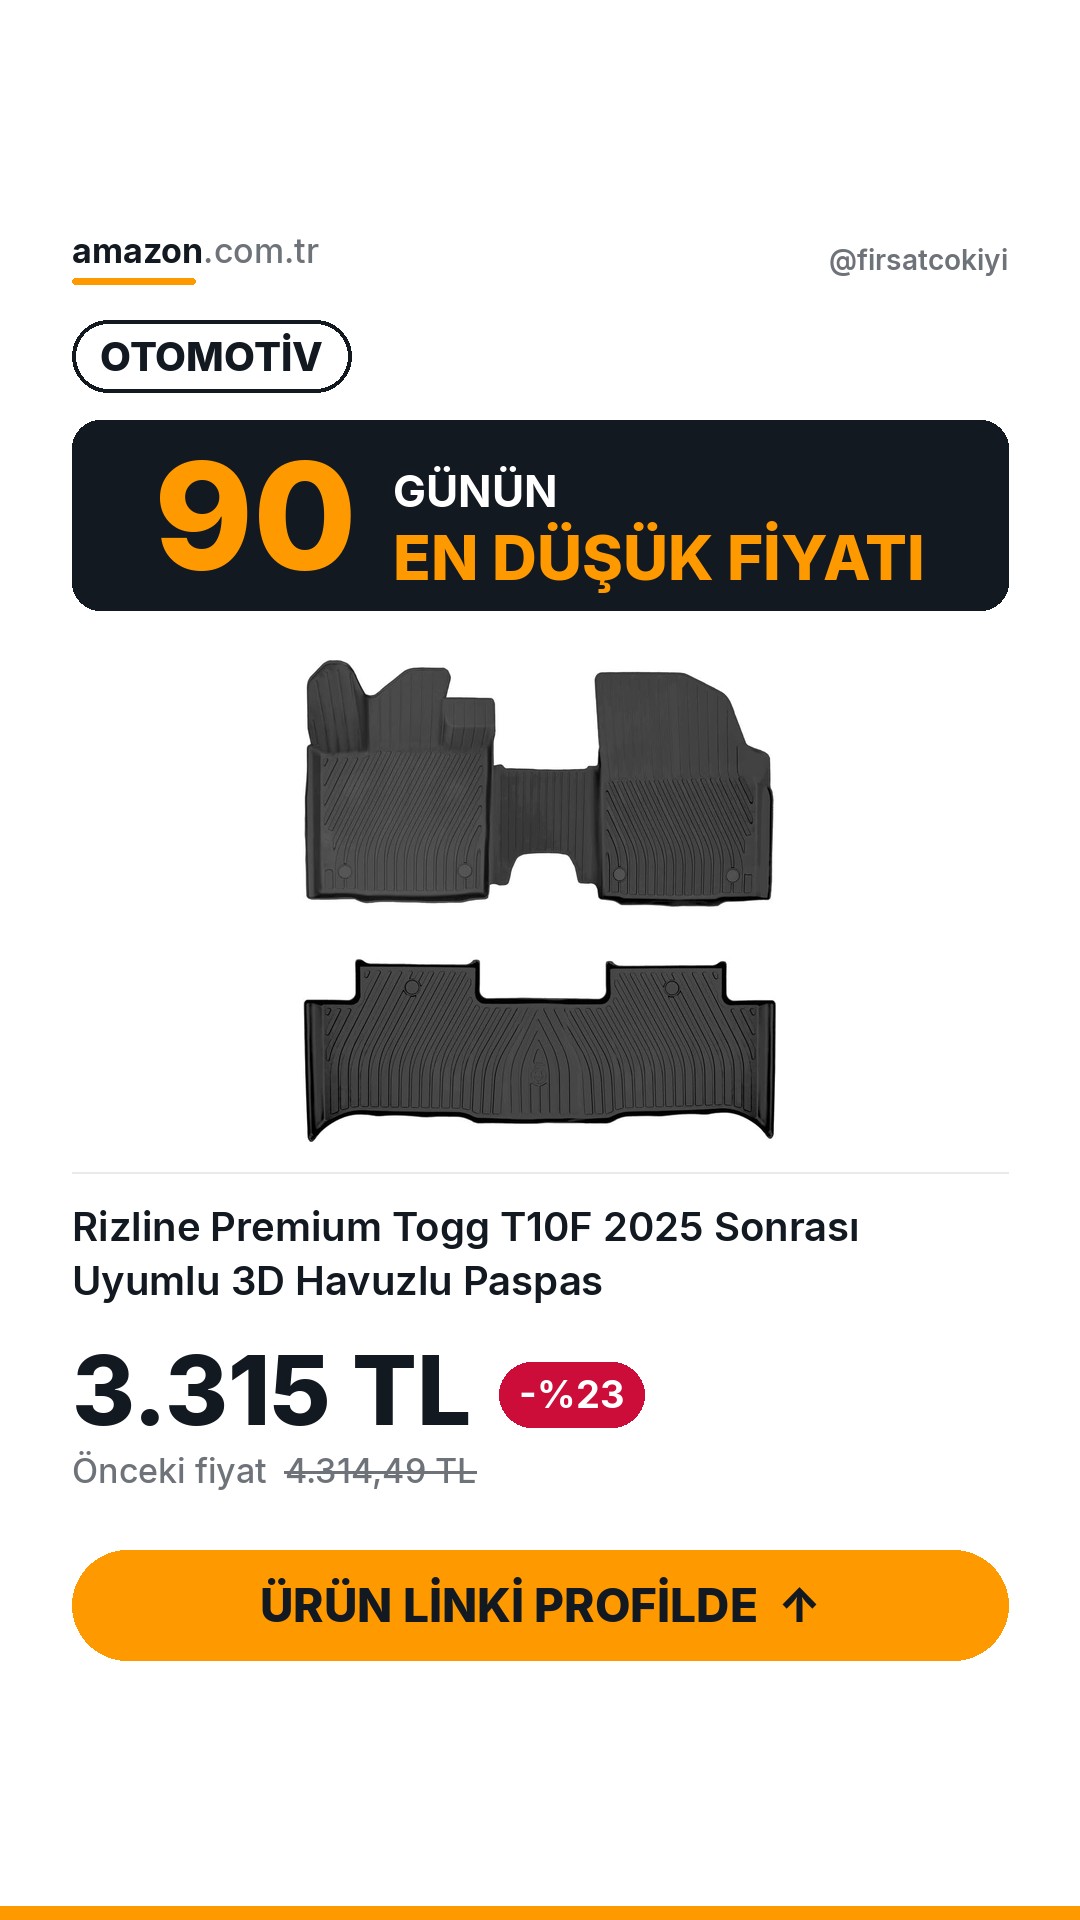 amazon.com.tr
@firsatcokiyi
OTOMOTİV
90
GÜNÜN
EN DÜŞÜK FİYATI
Rizline Premium Togg T10F 2025 Sonrası
Uyumlu 3D Havuzlu Paspas
3.315 TL -%23
Önceki fiyat 4.314,49 TL
ÜRÜN LİNKİ PROFİLDE ↑